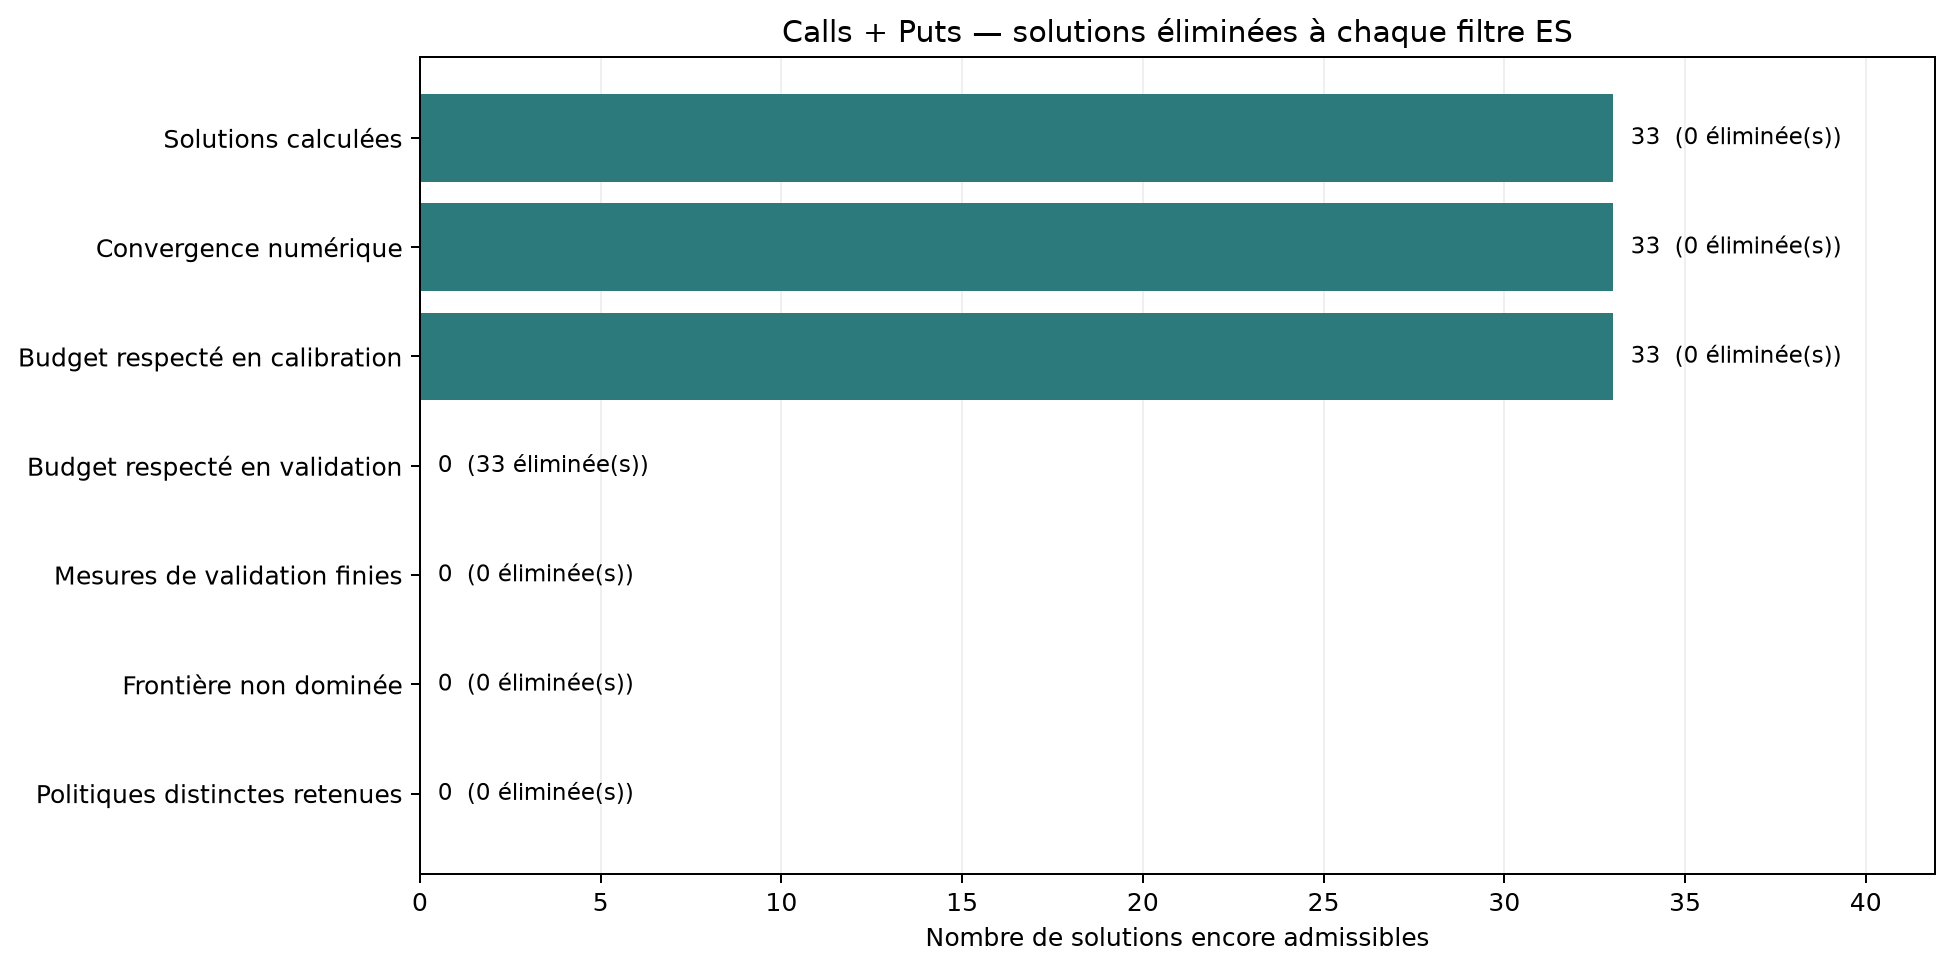 Calls + Puts — solutions éliminées à chaque filtre ES
Solutions calculées
33 (0 éliminée(s))
Convergence numérique
33 (0 éliminée(s))
Budget respecté en calibration
33 (0 éliminée(s))
Budget respecté en validation
0 (33 éliminée(s))
Mesures de validation finies
0 (0 éliminée(s))
Frontière non dominée
0 (0 éliminée(s))
Politiques distinctes retenues
0 (0 éliminée(s))
0 5 10 15 20 25 30 35 40
Nombre de solutions encore admissibles